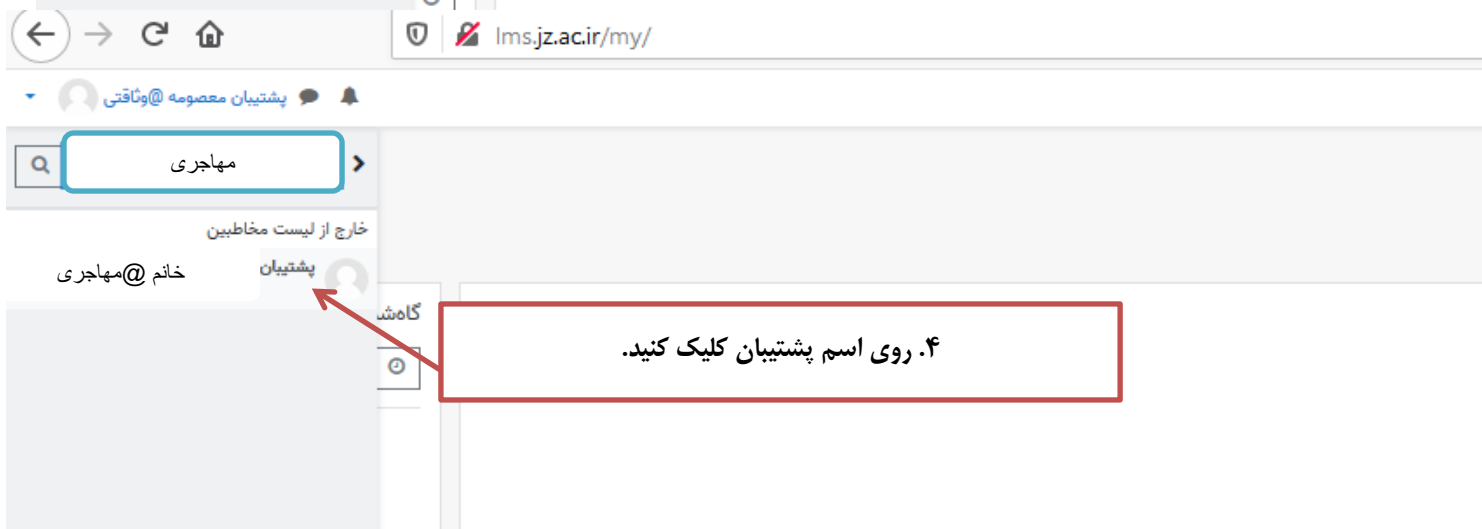 lms.jz.ac.ir/my/
پشتیبان معصومه @وثاقتی
مهاجری
خارج از لیست مخاطبین
پشتیبان خانم @مهاجری
گاه‌شد
۴. روی اسم پشتیبان کلیک کنید.